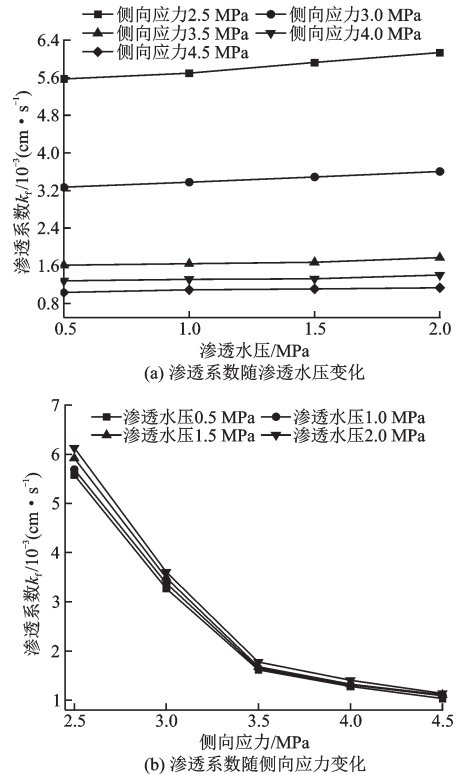 侧向应力2.5 MPa 侧向应力3.0 MPa
侧向应力3.5 MPa 侧向应力4.0 MPa
侧向应力4.5 MPa
6.4
5.6
4.8
4.0
3.2
2.4
1.6
0.8
渗透系数kf/10⁻³(cm·s⁻¹)
0.5 1.0 1.5 2.0
渗透水压/MPa
(a) 渗透系数随渗透水压变化
渗透水压0.5 MPa 渗透水压1.0 MPa
渗透水压1.5 MPa 渗透水压2.0 MPa
7
6
5
4
3
2
1
渗透系数kf/10⁻³(cm·s⁻¹)
2.5 3.0 3.5 4.0 4.5
侧向应力/MPa
(b) 渗透系数随侧向应力变化